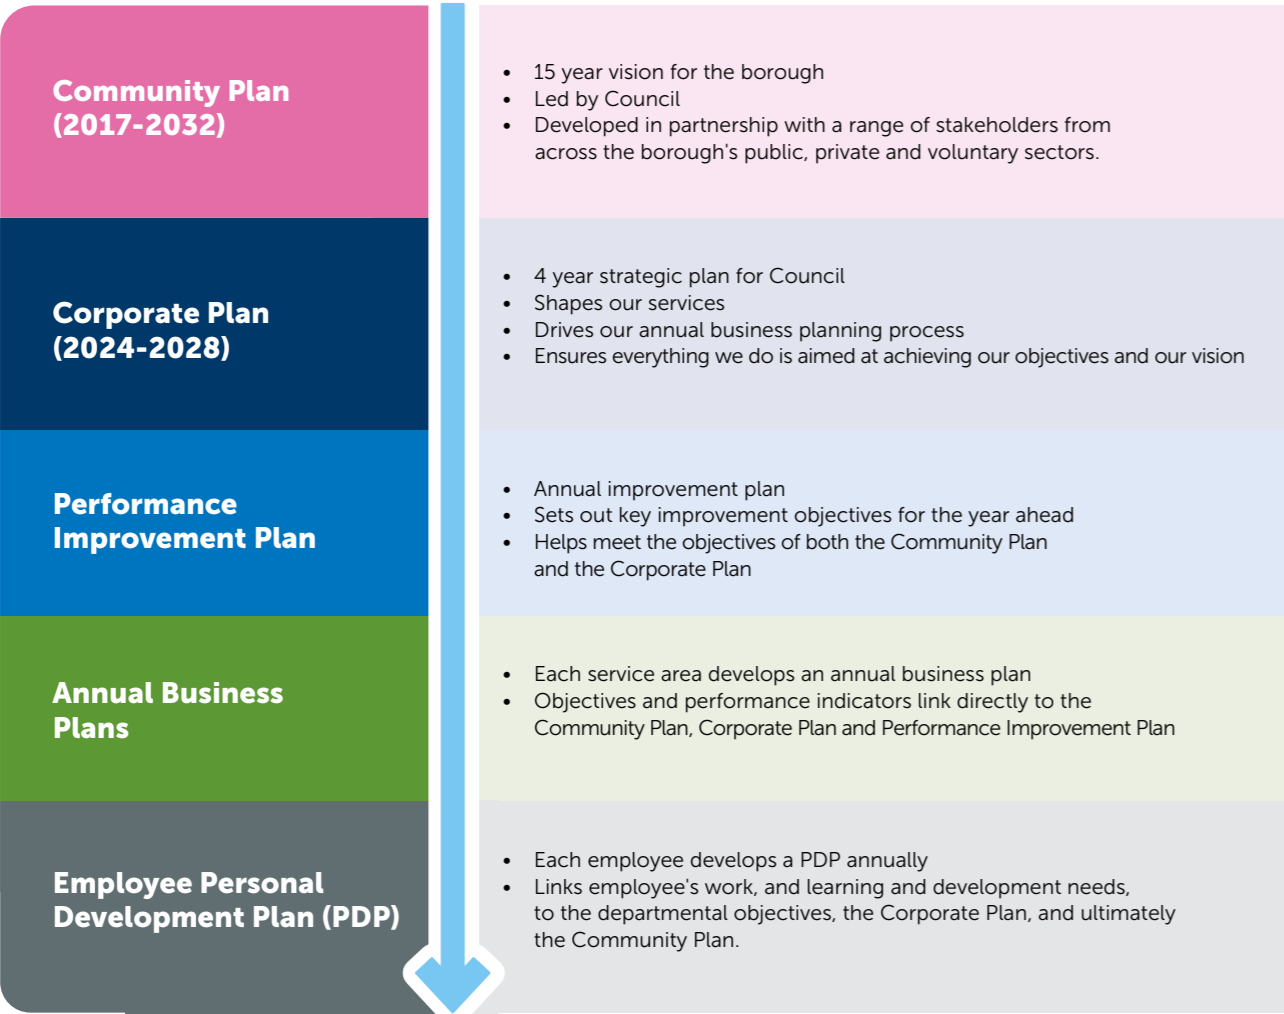 Community Plan
(2017-2032)
• 15 year vision for the borough
• Led by Council
• Developed in partnership with a range of stakeholders from
across the borough's public, private and voluntary sectors.
Corporate Plan
(2024-2028)
• 4 year strategic plan for Council
• Shapes our services
• Drives our annual business planning process
• Ensures everything we do is aimed at achieving our objectives and our vision
Performance
Improvement Plan
• Annual improvement plan
• Sets out key improvement objectives for the year ahead
• Helps meet the objectives of both the Community Plan
and the Corporate Plan
Annual Business
Plans
• Each service area develops an annual business plan
• Objectives and performance indicators link directly to the
Community Plan, Corporate Plan and Performance Improvement Plan
Employee Personal
Development Plan (PDP)
• Each employee develops a PDP annually
• Links employee's work, and learning and development needs,
to the departmental objectives, the Corporate Plan, and ultimately
the Community Plan.